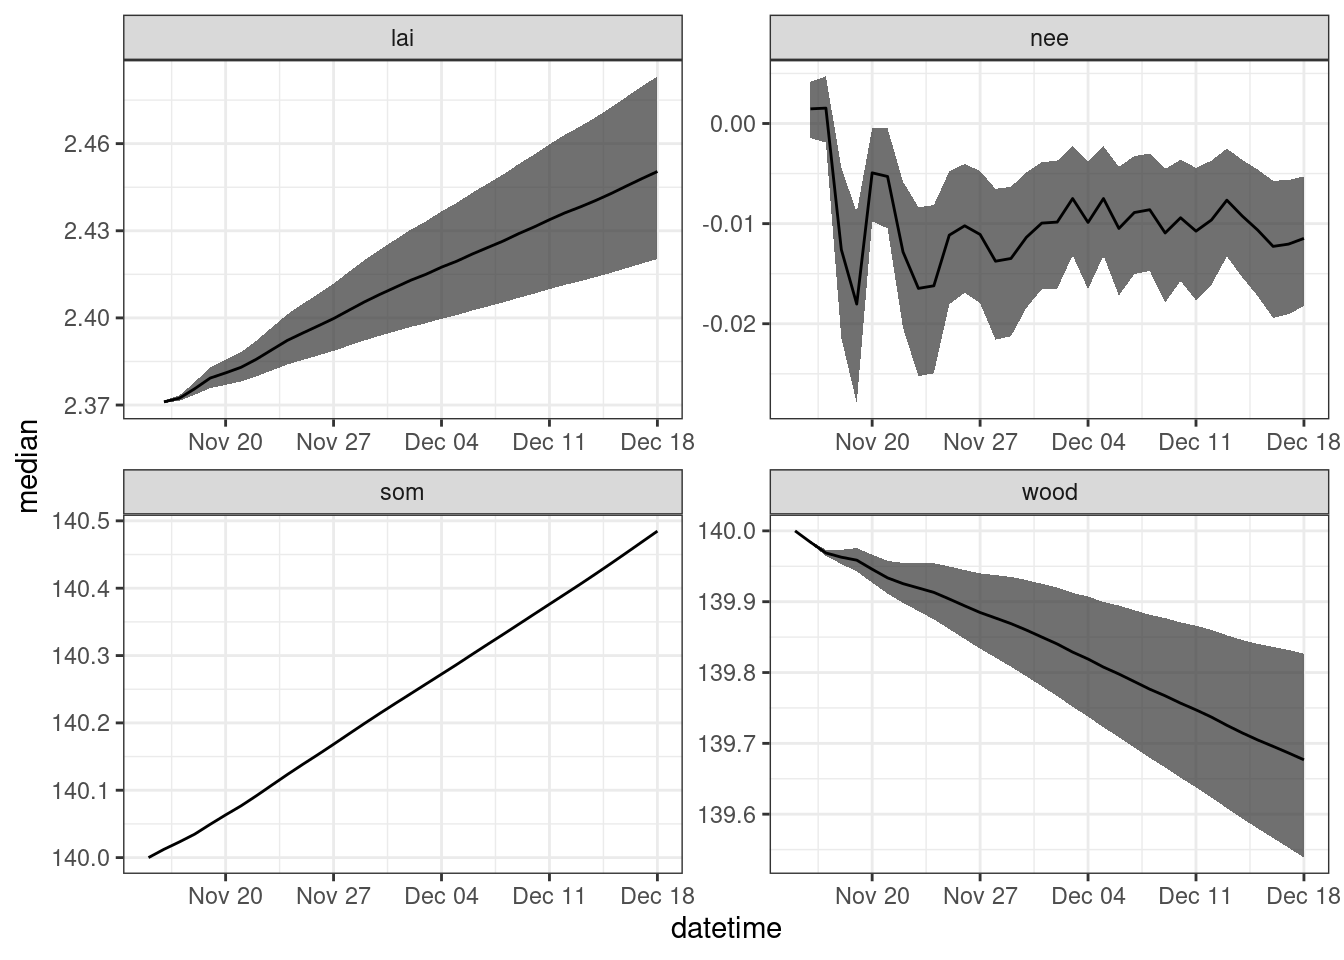 lai
nee
2.46
2.43
2.40
2.37
0.00
-0.01
-0.02
Nov 20 Nov 27 Dec 04 Dec 11 Dec 18
Nov 20 Nov 27 Dec 04 Dec 11 Dec 18
median
som
wood
140.5
140.4
140.3
140.2
140.1
140.0
140.0
139.9
139.8
139.7
139.6
Nov 20 Nov 27 Dec 04 Dec 11 Dec 18
Nov 20 Nov 27 Dec 04 Dec 11 Dec 18
datetime